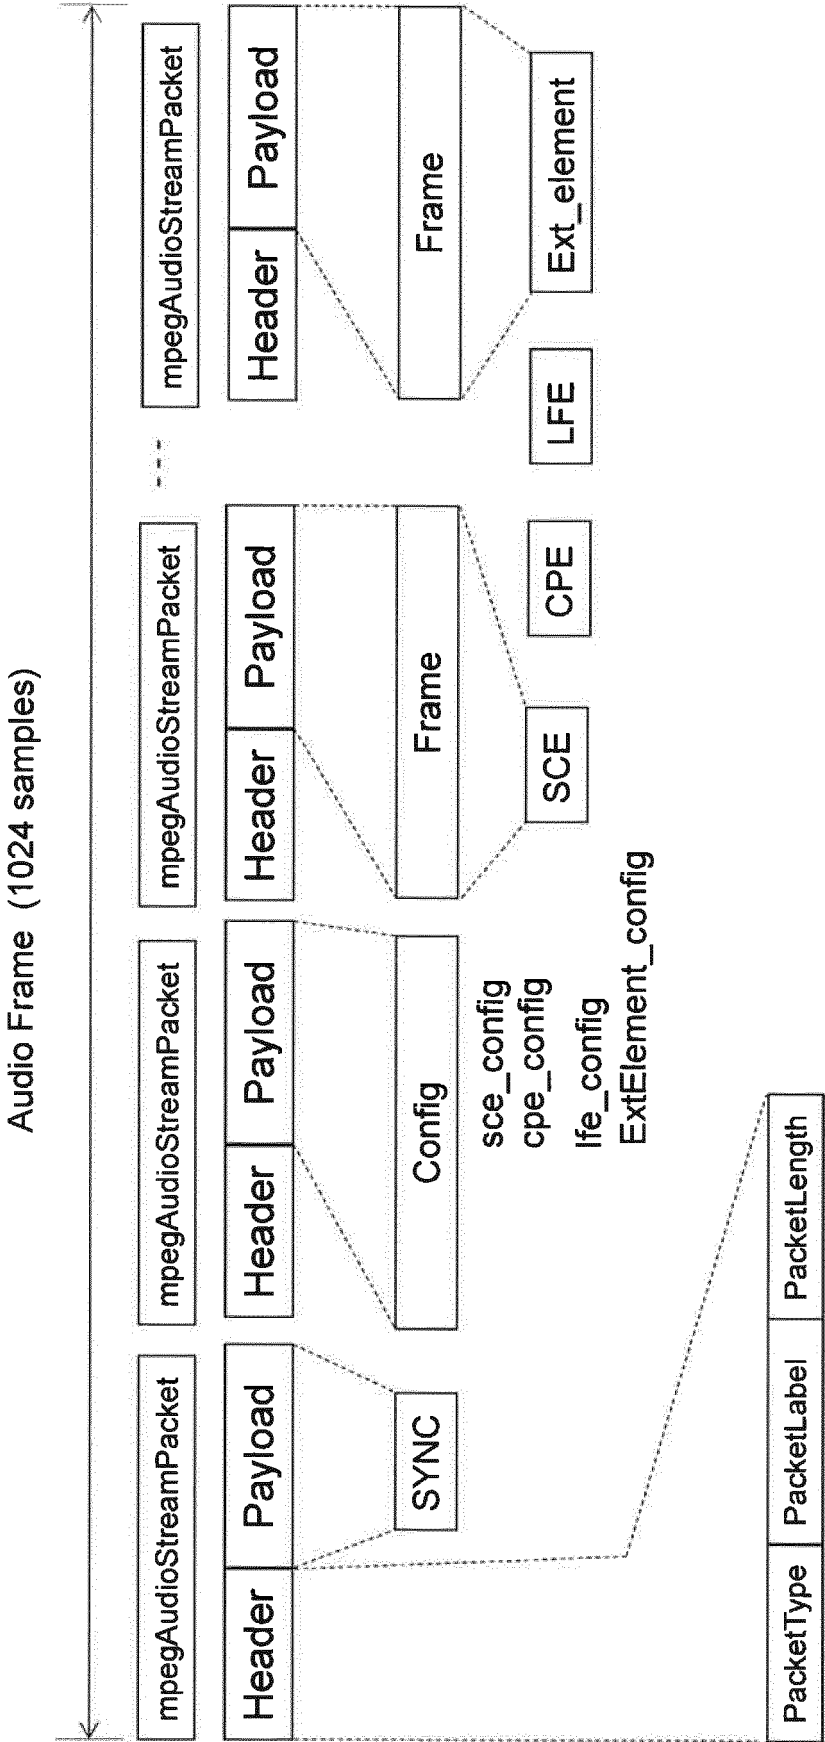 Audio Frame (1024 samples)
mpegAudioStreamPacket
mpegAudioStreamPacket
mpegAudioStreamPacket
---
mpegAudioStreamPacket
Header
Payload
Header
Payload
Header
Payload
Header
Payload
SYNC
Config
Frame
Frame
sce_config
cpe_config
lfe_config
ExtElement_config
SCE
CPE
LFE
Ext_element
PacketType
PacketLabel
PacketLength